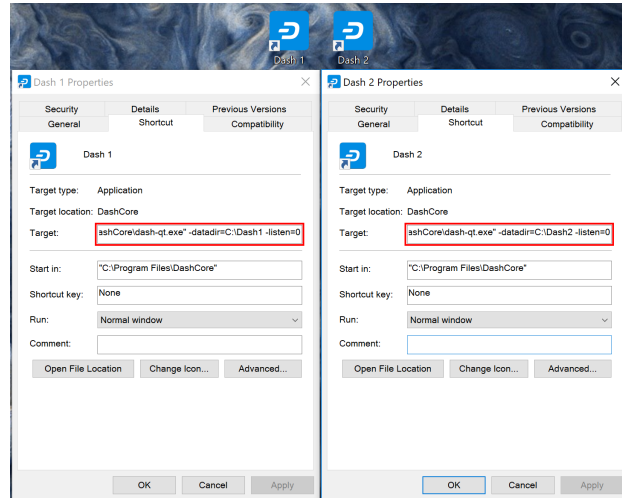 Dash 1
Dash 2
Dash 1 Properties
Security Details Previous Versions
General Shortcut Compatibility
Dash 1
Target type: Application
Target location: DashCore
Target: ashCore\dash-qt.exe" -datadir=C:\Dash1 -listen=0
Start in: "C:\Program Files\DashCore"
Shortcut key: None
Run: Normal window
Comment:
Open File Location Change Icon... Advanced...
OK Cancel Apply
Dash 2 Properties
Security Details Previous Versions
General Shortcut Compatibility
Dash 2
Target type: Application
Target location: DashCore
Target: ashCore\dash-qt.exe" -datadir=C:\Dash2 -listen=0
Start in: "C:\Program Files\DashCore"
Shortcut key: None
Run: Normal window
Comment:
Open File Location Change Icon... Advanced...
OK Cancel Apply